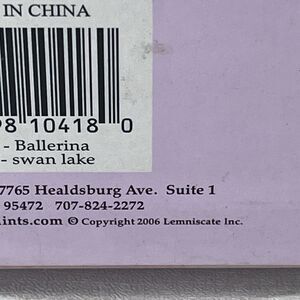 IN CHINA
98 10418 0
- Ballerina
- swan lake
7765 Healdsburg Ave. Suite 1
95472 707-824-2272
ints.com © Copyright 2006 Lemniscate Inc.